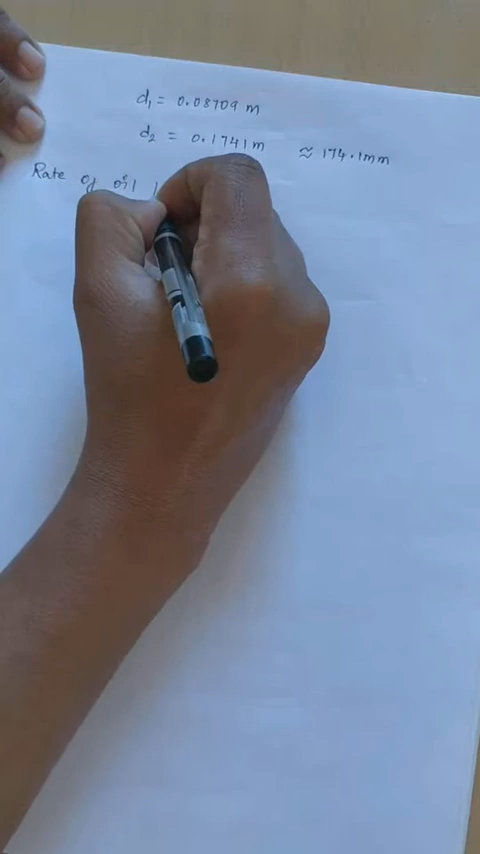 d₁ = 0.08709 m
d₂ = 0.1741 m ≈ 174.1mm
Rate of oil